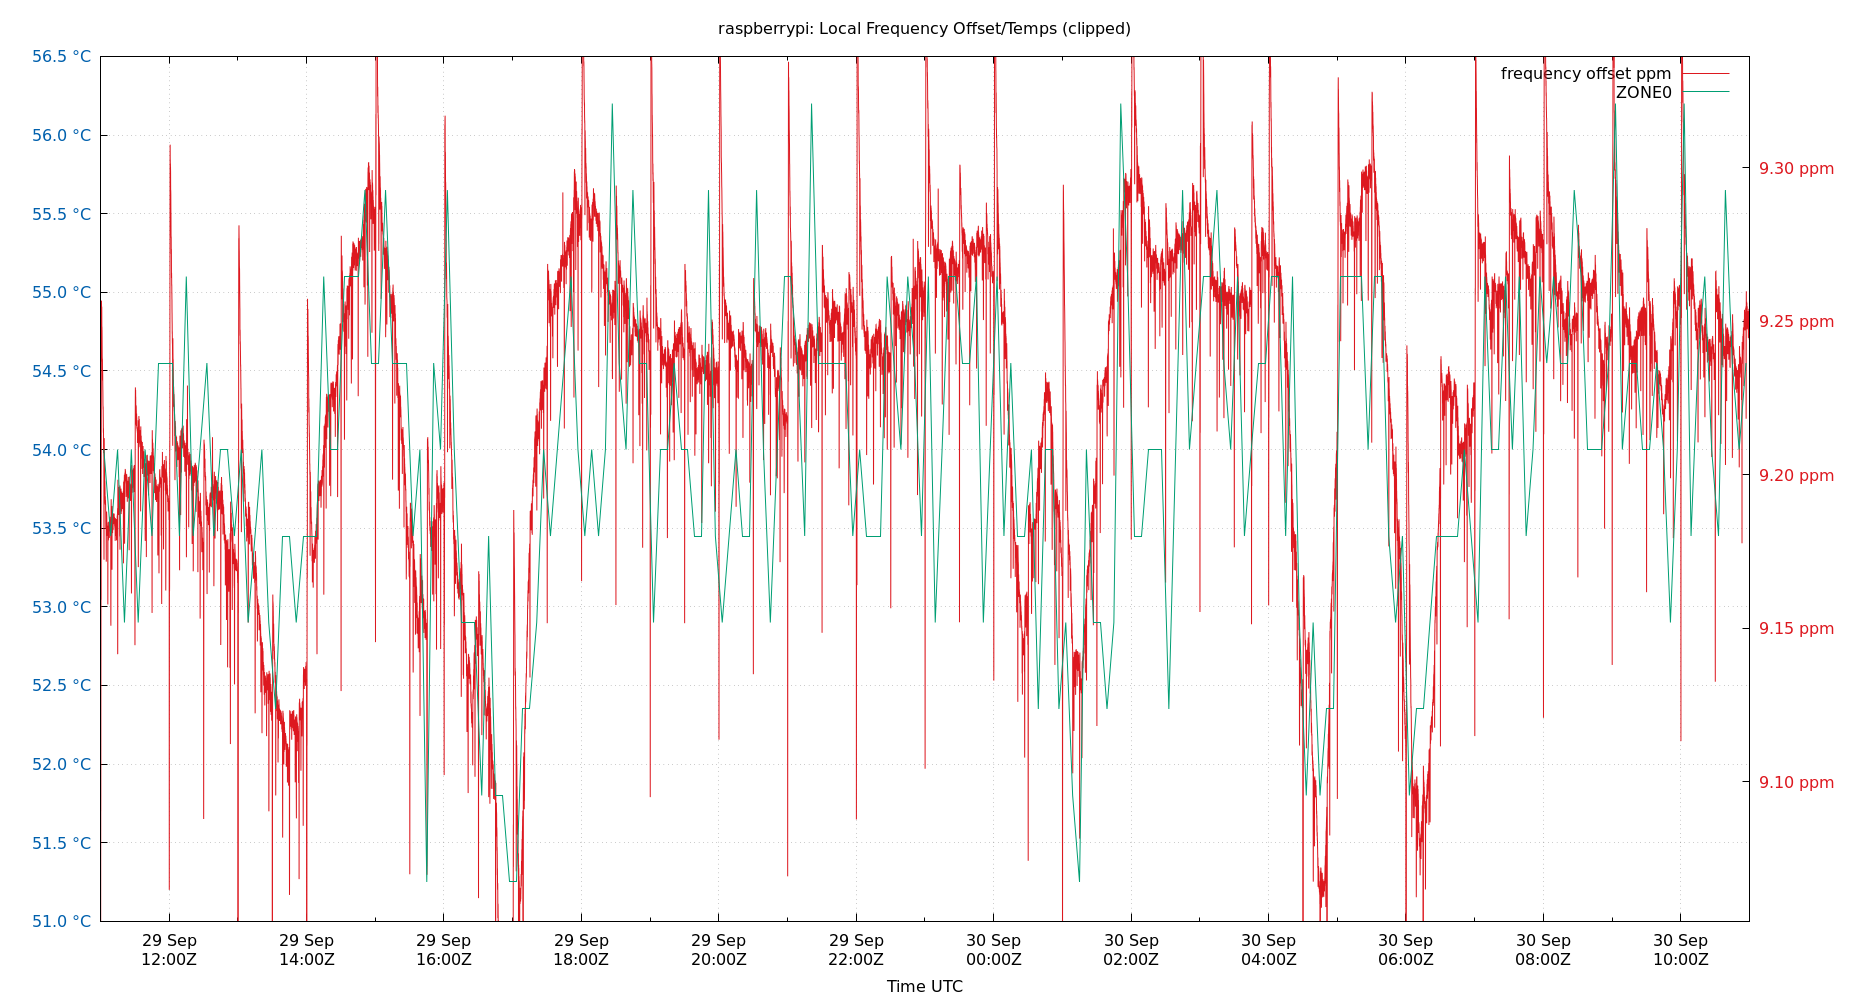 raspberrypi: Local Frequency Offset/Temps (clipped)
56.5 °C
56.0 °C
55.5 °C
55.0 °C
54.5 °C
54.0 °C
53.5 °C
53.0 °C
52.5 °C
52.0 °C
51.5 °C
51.0 °C
frequency offset ppm
ZONE0
9.30 ppm
9.25 ppm
9.20 ppm
9.15 ppm
9.10 ppm
29 Sep 29 Sep 29 Sep 29 Sep 29 Sep 29 Sep 30 Sep 30 Sep 30 Sep 30 Sep 30 Sep 30 Sep
12:00Z 14:00Z 16:00Z 18:00Z 20:00Z 22:00Z 00:00Z 02:00Z 04:00Z 06:00Z 08:00Z 10:00Z
Time UTC